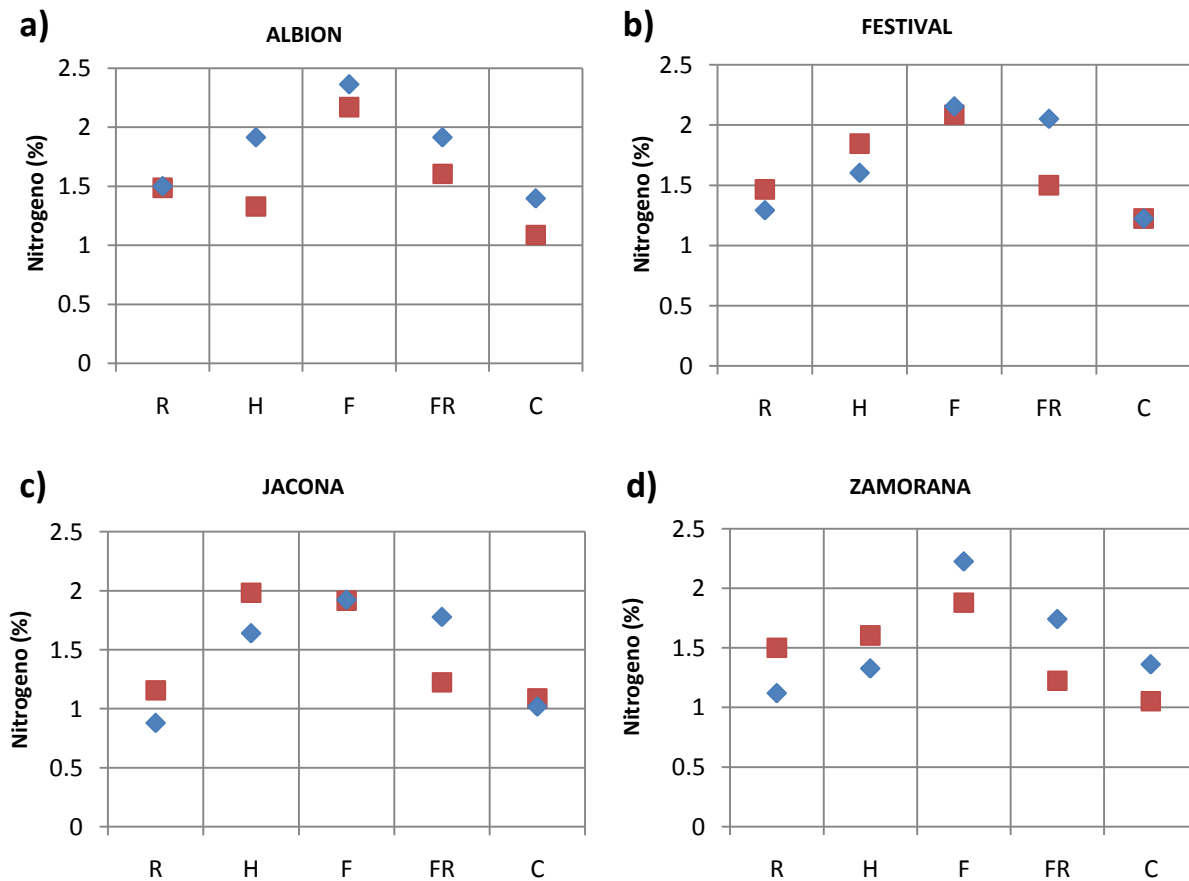 a)
ALBION
Nitrogeno (%)
2.5
2
1.5
1
0.5
0
R H F FR C
b)
FESTIVAL
Nitrogeno (%)
2.5
2
1.5
1
0.5
0
R H F FR C
c)
JACONA
Nitrogeno (%)
2.5
2
1.5
1
0.5
0
R H F FR C
d)
ZAMORANA
Nitrogeno (%)
2.5
2
1.5
1
0.5
0
R H F FR C